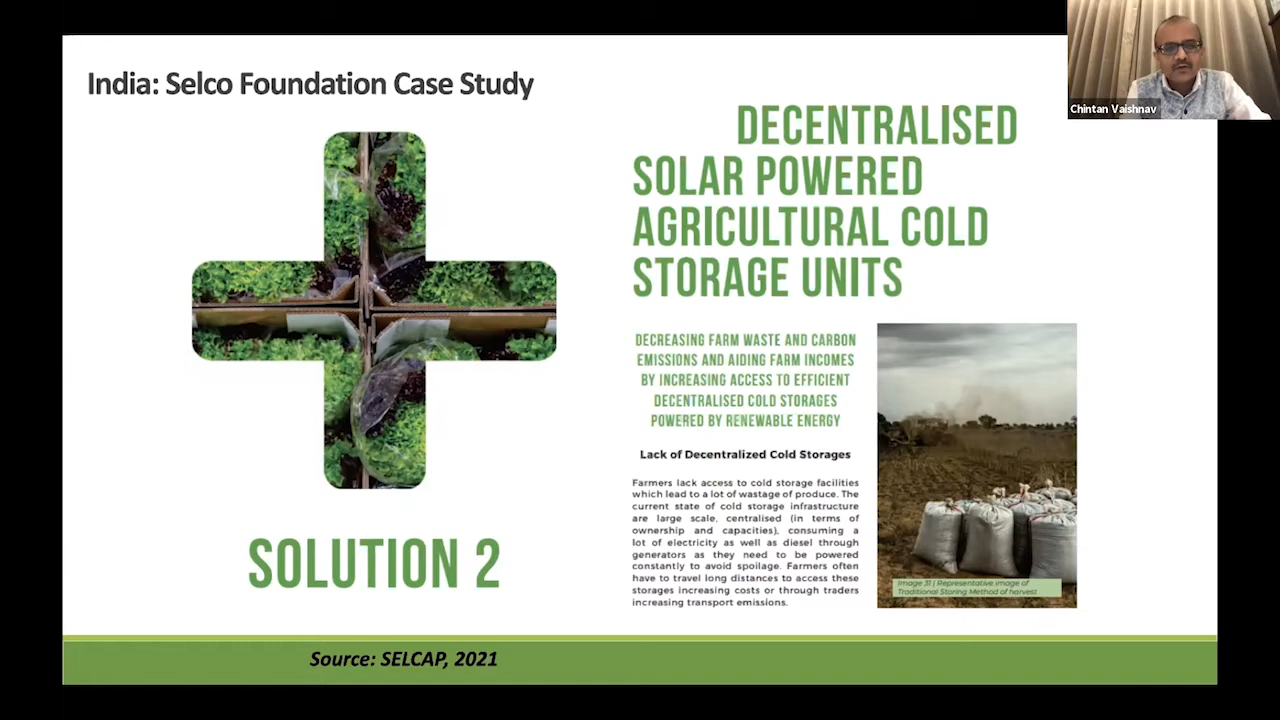 India: Selco Foundation Case Study
Chintan Vaishnav
DECENTRALISED
SOLAR POWERED
AGRICULTURAL COLD
STORAGE UNITS
DECREASING FARM WASTE AND CARBON
EMISSIONS AND AIDING FARM INCOMES
BY INCREASING ACCESS TO EFFICIENT
DECENTRALISED COLD STORAGES
POWERED BY RENEWABLE ENERGY
Lack of Decentralized Cold Storages
Farmers lack access to cold storage facilities
which lead to a lot of wastage of produce. The
current state of cold storage infrastructure
are large scale, centralised (in terms of
ownership and capacities), consuming a
lot of electricity as well as diesel through
generators as they need to be powered
constantly to avoid spoilage. Farmers often
have to travel long distances to access these
storages increasing costs or through traders
increasing transport emissions.
Image 31 | Representative image of
Traditional Storing Method of harvest
SOLUTION 2
Source: SELCAP, 2021